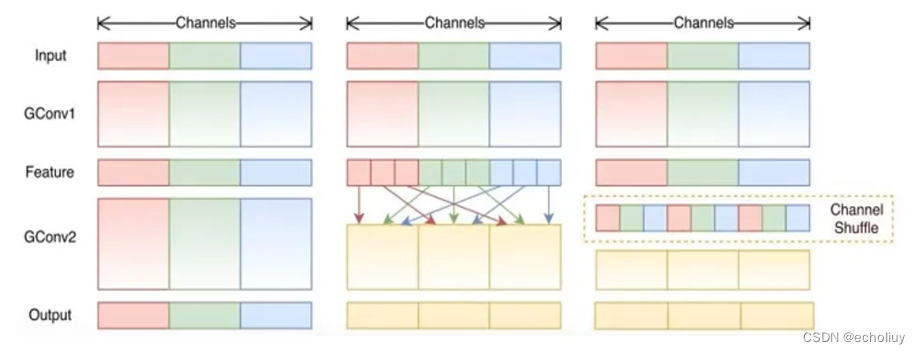 Channels
Channels
Channels
Input
GConv1
Feature
Channel
Shuffle
GConv2
Output
CSDN @echoliuy